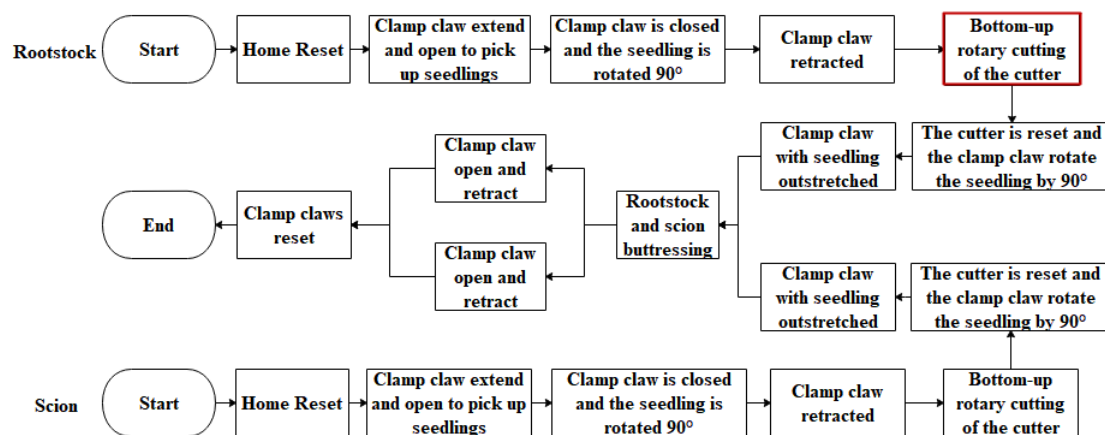 Rootstock
Start
Home Reset
Clamp claw extend
and open to pick
up seedlings
Clamp claw is closed
and the seedling is
rotated 90°
Clamp claw
retracted
Bottom-up
rotary cutting
of the cutter
The cutter is reset and
the clamp claw rotate
the seedling by 90°
Clamp claw
with seedling
outstretched
Rootstock
and scion
buttressing
Clamp claw
open and
retract
Clamp claw
open and
retract
Clamp claws
reset
End
Clamp claw
with seedling
outstretched
The cutter is reset and
the clamp claw rotate
the seedling by 90°
Scion
Start
Home Reset
Clamp claw extend
and open to pick up
seedlings
Clamp claw is closed
and the seedling is
rotated 90°
Clamp claw
retracted
Bottom-up
rotary cutting
of the cutter